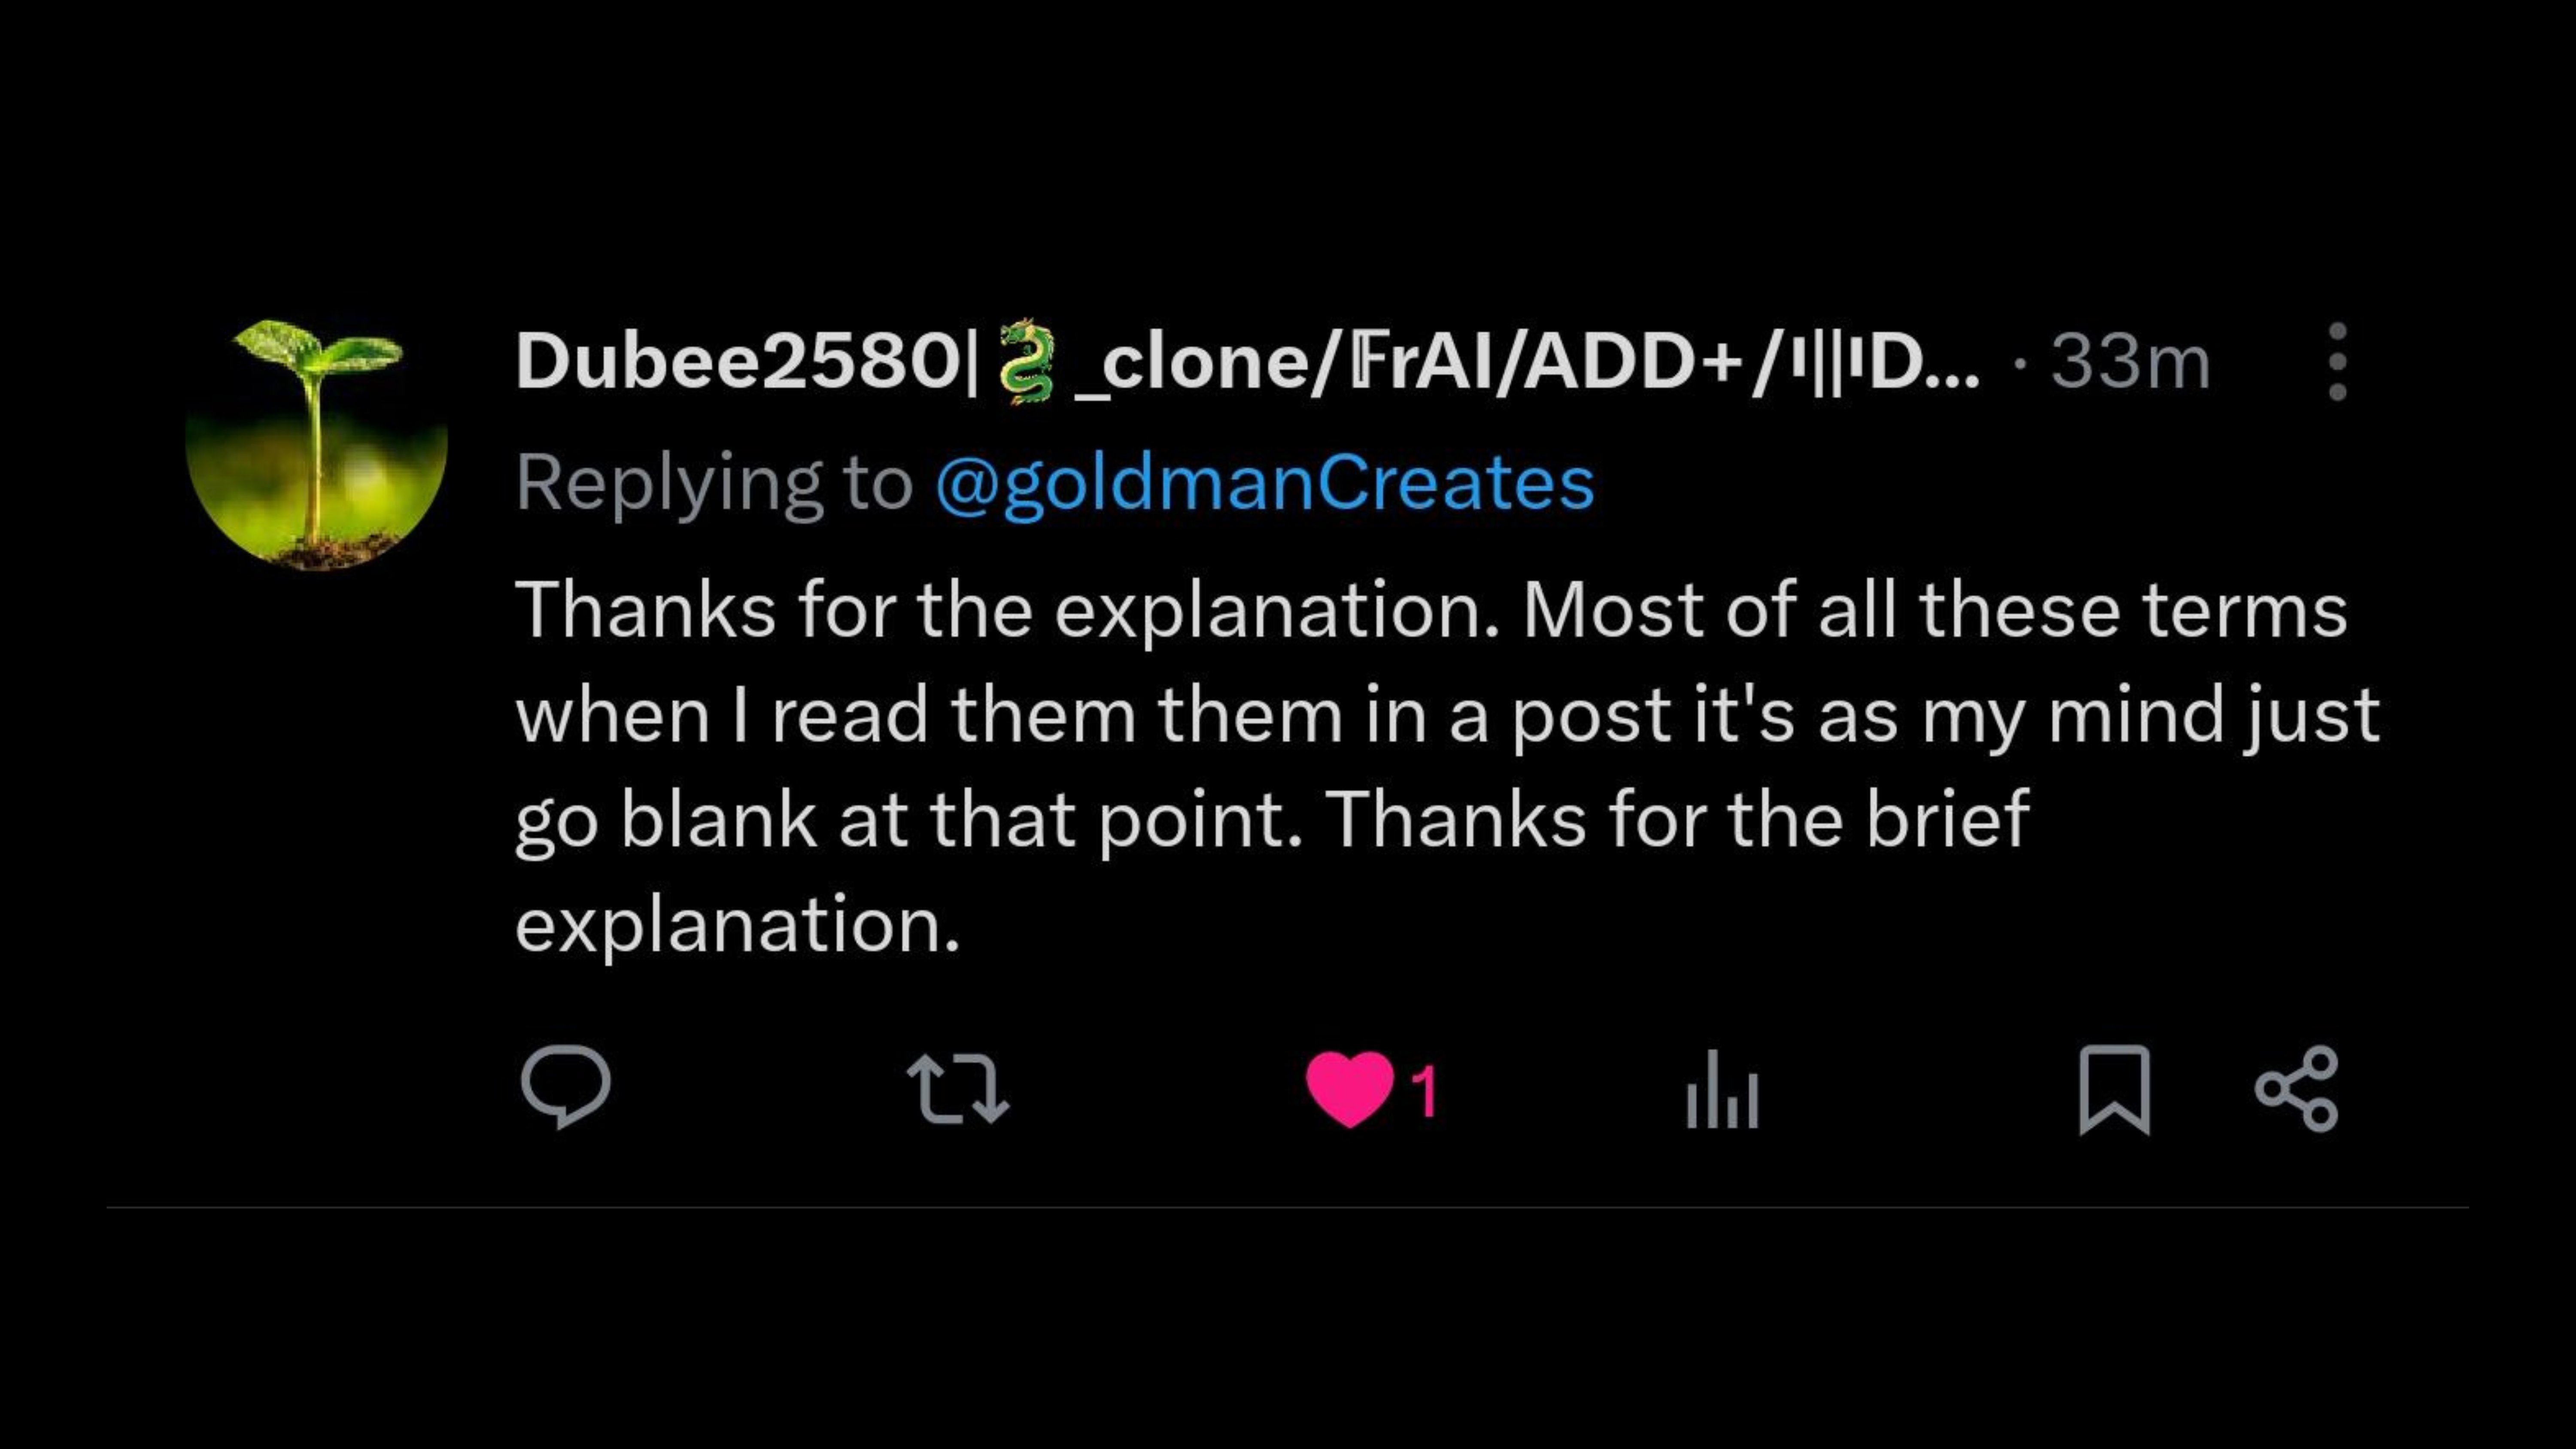 Dubee2580|🐉_clone/𝔽rAI/ADD+/ı||ıD... · 33m
Replying to @goldmanCreates
Thanks for the explanation. Most of all these terms
when I read them them in a post it's as my mind just
go blank at that point. Thanks for the brief
explanation.
1